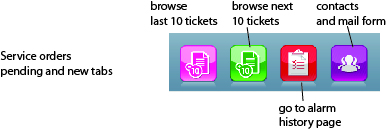 browse
last 10 tickets
browse next
10 tickets
contacts
and mail form
Service orders
pending and new tabs
10
10
go to alarm
history page